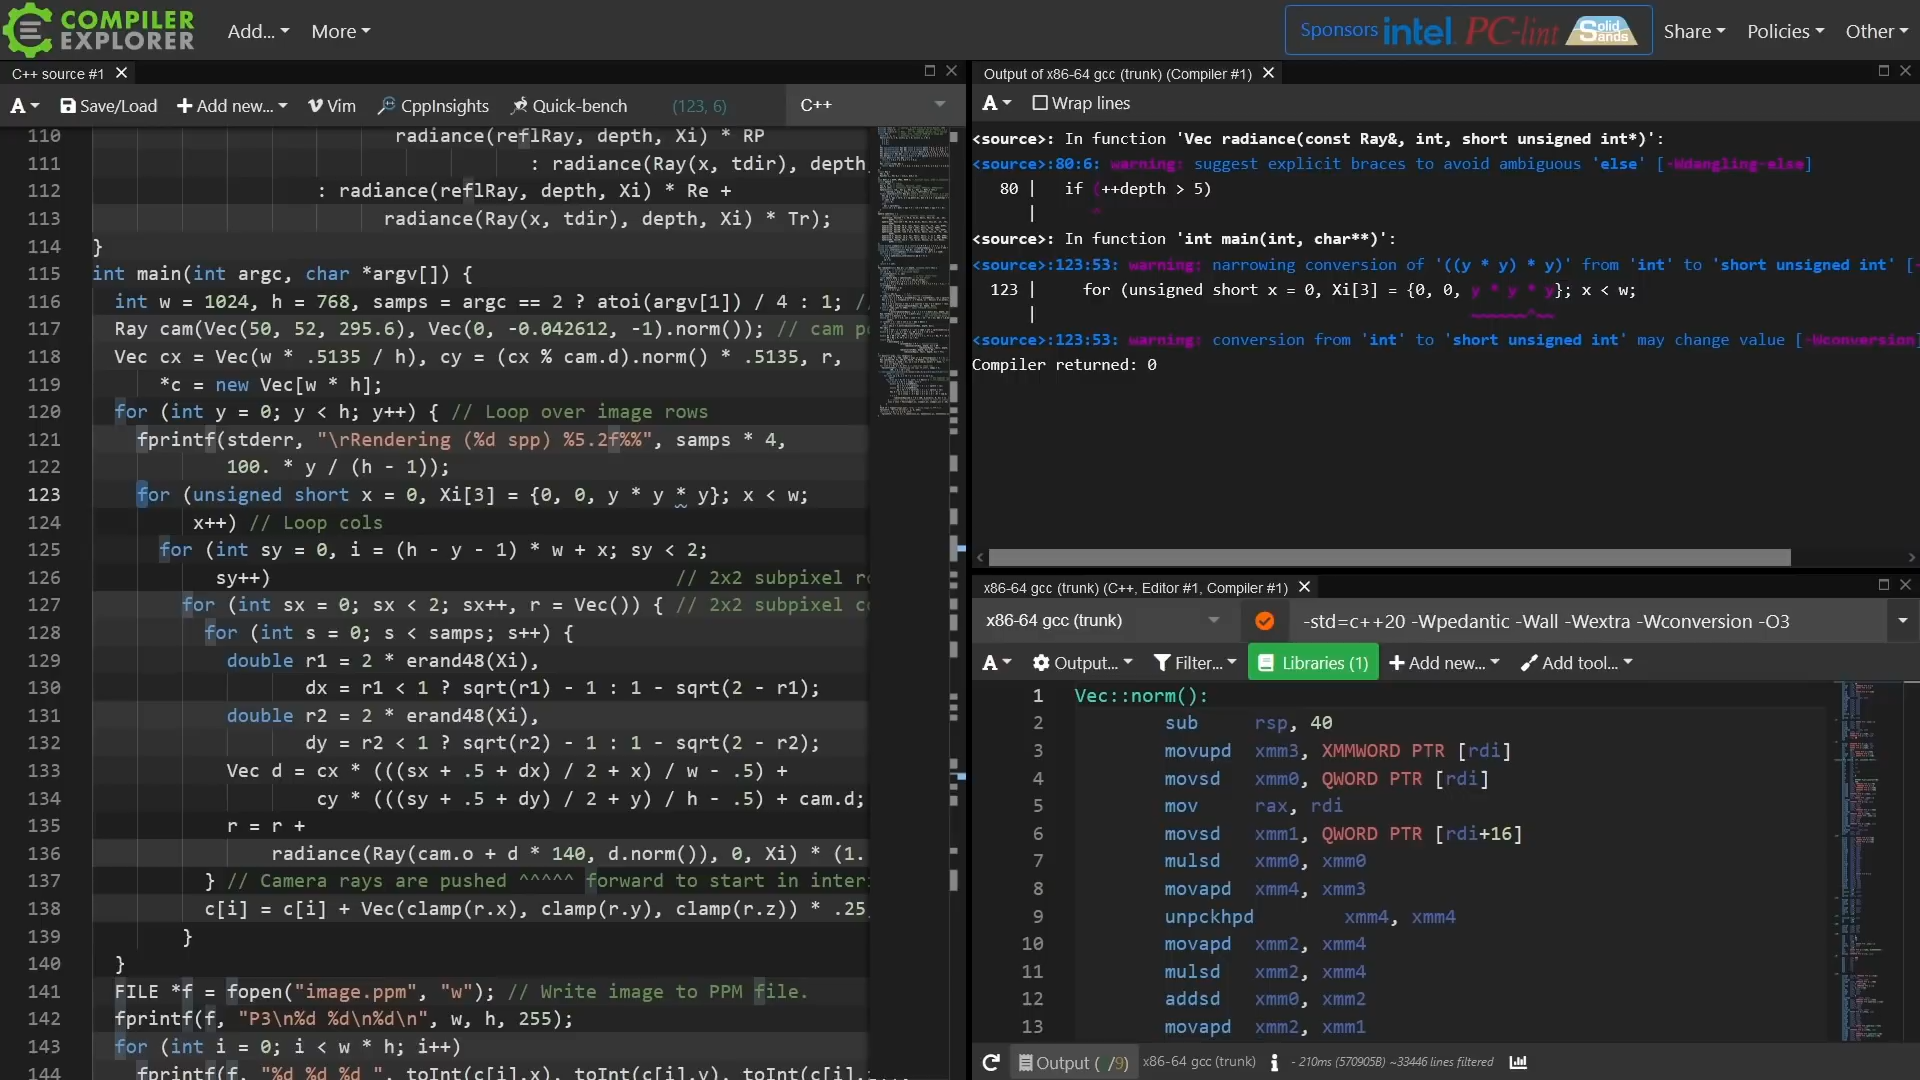 COMPILER EXPLORER
Add...
More
Sponsors intel. PC-lint Solid Sands
Share
Policies
Other
C++ source #1
A
Save/Load
Add new...
Vim
CppInsights
Quick-bench
(123, 6)
C++
110 radiance(reflRay, depth, Xi) * RP
111 : radiance(Ray(x, tdir), depth
112 : radiance(reflRay, depth, Xi) * Re +
113 radiance(Ray(x, tdir), depth, Xi) * Tr);
114 }
115 int main(int argc, char *argv[]) {
116 int w = 1024, h = 768, samps = argc == 2 ? atoi(argv[1]) / 4 : 1; //
117 Ray cam(Vec(50, 52, 295.6), Vec(0, -0.042612, -1).norm()); // cam
118 Vec cx = Vec(w * .5135 / h), cy = (cx % cam.d).norm() * .5135, r,
119 *c = new Vec[w * h];
120 for (int y = 0; y < h; y++) { // Loop over image rows
121 fprintf(stderr, "\rRendering (%d spp) %5.2f%%", samps * 4,
122 100. * y / (h - 1));
123 for (unsigned short x = 0, Xi[3] = {0, 0, y * y * y}; x < w;
124 x++) // Loop cols
125 for (int sy = 0, i = (h - y - 1) * w + x; sy < 2;
126 sy++) // 2x2 subpixel
127 for (int sx = 0; sx < 2; sx++, r = Vec()) { // 2x2 subpixel
128 for (int s = 0; s < samps; s++) {
129 double r1 = 2 * erand48(Xi),
130 dx = r1 < 1 ? sqrt(r1) - 1 : 1 - sqrt(2 - r1);
131 double r2 = 2 * erand48(Xi),
132 dy = r2 < 1 ? sqrt(r2) - 1 : 1 - sqrt(2 - r2);
133 Vec d = cx * (((sx + .5 + dx) / 2 + x) / w - .5) +
134 cy * (((sy + .5 + dy) / 2 + y) / h - .5) + cam.d;
135 r = r +
136 radiance(Ray(cam.o + d * 140, d.norm()), 0, Xi) * (1.
137 } // Camera rays are pushed ^^^^^ forward to start in inter
138 c[i] = c[i] + Vec(clamp(r.x), clamp(r.y), clamp(r.z)) * .25
139 }
140 }
141 FILE *f = fopen("image.ppm", "w"); // Write image to PPM file.
142 fprintf(f, "P3\n%d %d\n%d\n", w, h, 255);
143 for (int i = 0; i < w * h; i++)
144 fprintf(f, "%d %d %d ", toInt(c[i].x), toInt(c[i].y), toInt(c[i].
Output of x86-64 gcc (trunk) (Compiler #1)
A
Wrap lines
<source>: In function 'Vec radiance(const Ray&, int, short unsigned int*)':
<source>:80:6: warning: suggest explicit braces to avoid ambiguous 'else' [-Wdangling-else]
80 | if (++depth > 5)
| ^
<source>: In function 'int main(int, char**)':
<source>:123:53: warning: narrowing conversion of '((y * y) * y)' from 'int' to 'short unsigned int' [-
123 | for (unsigned short x = 0, Xi[3] = {0, 0, y * y * y}; x < w;
| ~~~~~~^~~
<source>:123:53: warning: conversion from 'int' to 'short unsigned int' may change value [-Wconversion]
Compiler returned: 0
x86-64 gcc (trunk) (C++, Editor #1, Compiler #1)
x86-64 gcc (trunk)
-std=c++20 -Wpedantic -Wall -Wextra -Wconversion -O3
A
Output...
Filter...
Libraries (1)
Add new...
Add tool...
1 Vec::norm():
2 sub rsp, 40
3 movupd xmm3, XMMWORD PTR [rdi]
4 movsd xmm0, QWORD PTR [rdi]
5 mov rax, rdi
6 movsd xmm1, QWORD PTR [rdi+16]
7 mulsd xmm0, xmm0
8 movapd xmm4, xmm3
9 unpckhpd xmm4, xmm4
10 movapd xmm2, xmm4
11 mulsd xmm2, xmm4
12 addsd xmm0, xmm2
13 movapd xmm2, xmm1
Output ( /9)
x86-64 gcc (trunk)
- 210ms (570905B) ~33446 lines filtered